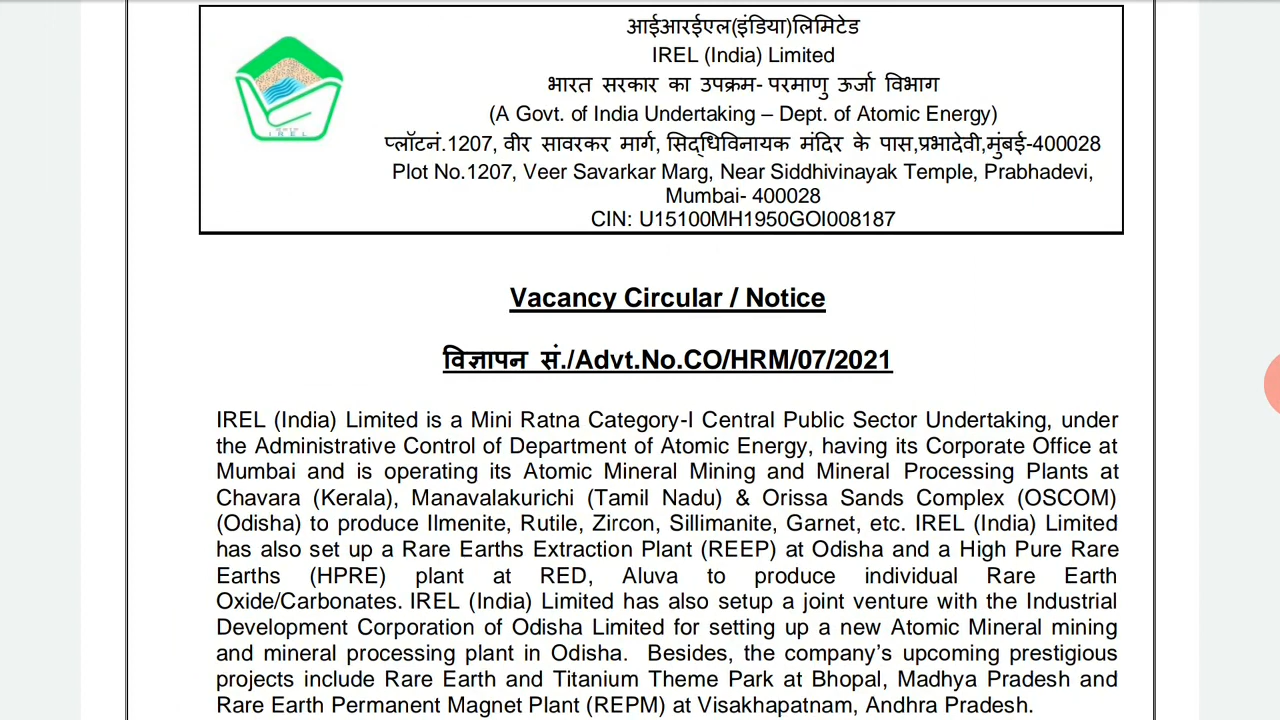 आईआरईएल(इंडिया)लिमिटेड
IREL (India) Limited
भारत सरकार का उपक्रम- परमाणु ऊर्जा विभाग
(A Govt. of India Undertaking – Dept. of Atomic Energy)
प्लॉटनं.1207, वीर सावरकर मार्ग, सिद्धिविनायक मंदिर के पास,प्रभादेवी,मुंबई-400028
Plot No.1207, Veer Savarkar Marg, Near Siddhivinayak Temple, Prabhadevi,
Mumbai- 400028
CIN: U15100MH1950GOI008187
I R E L
Vacancy Circular / Notice
विज्ञापन सं./Advt.No.CO/HRM/07/2021
IREL (India) Limited is a Mini Ratna Category-I Central Public Sector Undertaking, under
the Administrative Control of Department of Atomic Energy, having its Corporate Office at
Mumbai and is operating its Atomic Mineral Mining and Mineral Processing Plants at
Chavara (Kerala), Manavalakurichi (Tamil Nadu) & Orissa Sands Complex (OSCOM)
(Odisha) to produce Ilmenite, Rutile, Zircon, Sillimanite, Garnet, etc. IREL (India) Limited
has also set up a Rare Earths Extraction Plant (REEP) at Odisha and a High Pure Rare
Earths (HPRE) plant at RED, Aluva to produce individual Rare Earth
Oxide/Carbonates. IREL (India) Limited has also setup a joint venture with the Industrial
Development Corporation of Odisha Limited for setting up a new Atomic Mineral mining
and mineral processing plant in Odisha. Besides, the company's upcoming prestigious
projects include Rare Earth and Titanium Theme Park at Bhopal, Madhya Pradesh and
Rare Earth Permanent Magnet Plant (REPM) at Visakhapatnam, Andhra Pradesh.